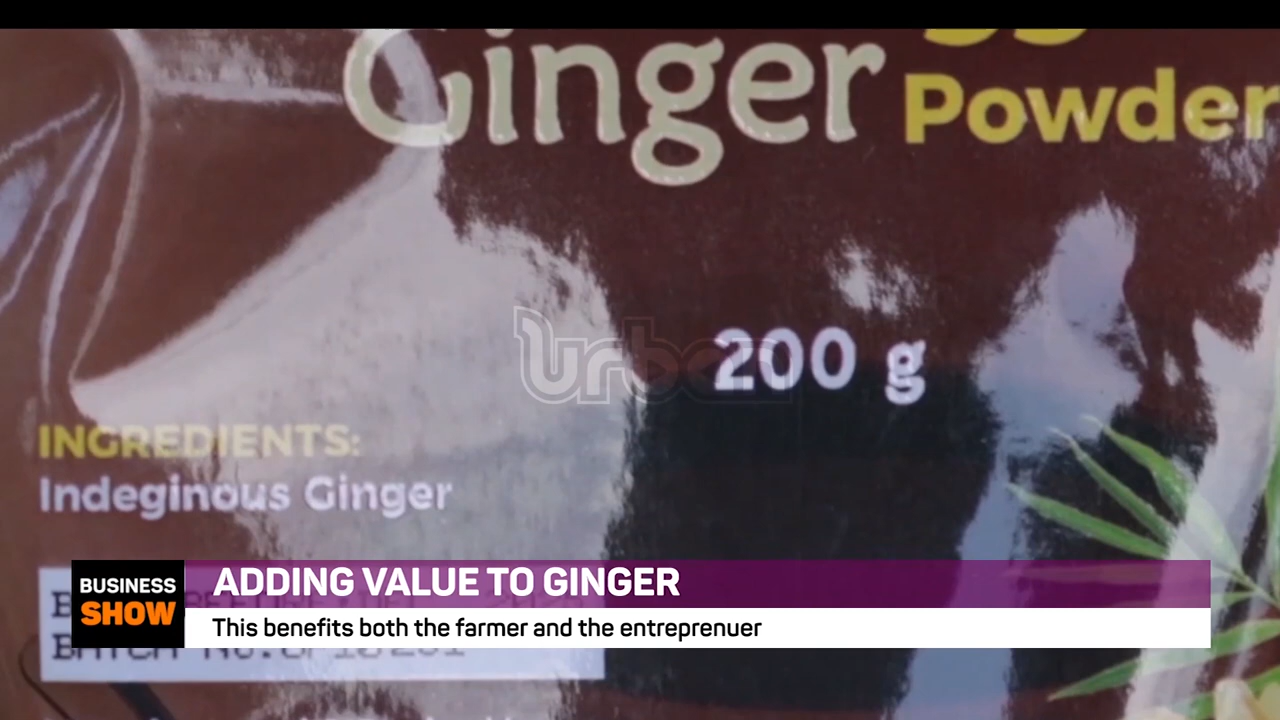 Ginger
Powder
200 g
INGREDIENTS:
Indeginous Ginger
BUSINESS
SHOW
ADDING VALUE TO GINGER
This benefits both the farmer and the entreprenuer